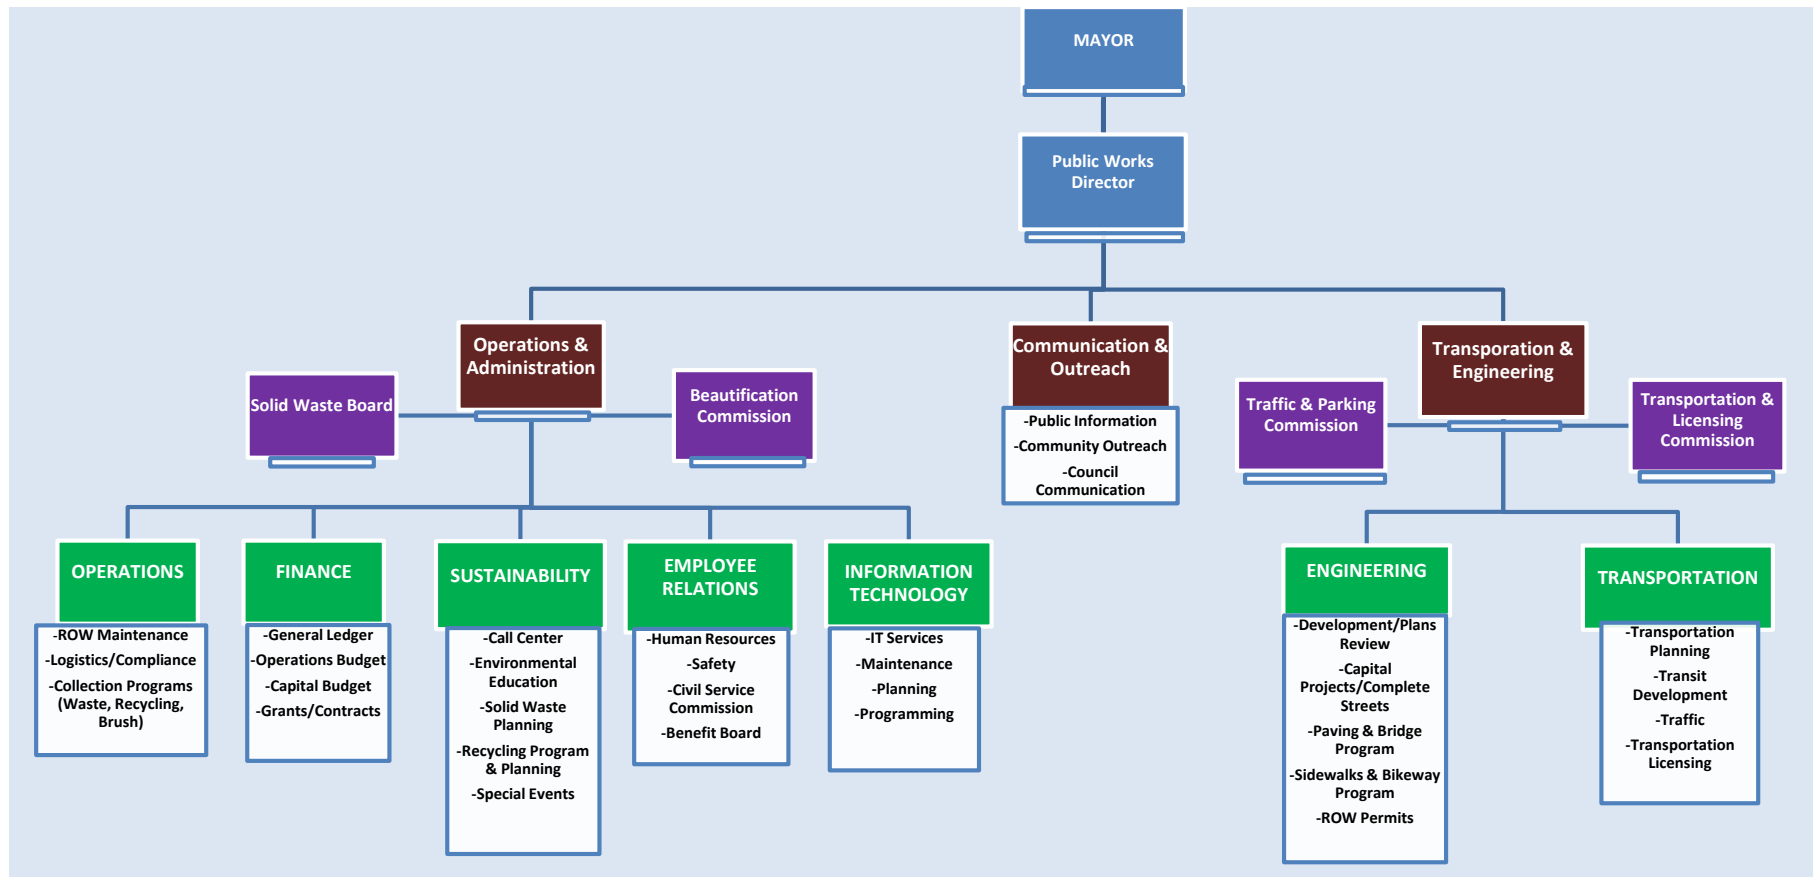 MAYOR
Public Works
Director
Operations &
Administration
Solid Waste Board
Beautification
Commission
Communication &
Outreach
-Public Information
-Community Outreach
-Council
Communication
Transporation &
Engineering
Traffic & Parking
Commission
Transportation &
Licensing
Commission
OPERATIONS
-ROW Maintenance
-Logistics/Compliance
-Collection Programs
(Waste, Recycling,
Brush)
FINANCE
-General Ledger
-Operations Budget
-Capital Budget
-Grants/Contracts
SUSTAINABILITY
-Call Center
-Environmental
Education
-Solid Waste
Planning
-Recycling Program
& Planning
-Special Events
EMPLOYEE
RELATIONS
-Human Resources
-Safety
-Civil Service
Commission
-Benefit Board
INFORMATION
TECHNOLOGY
-IT Services
-Maintenance
-Planning
-Programming
ENGINEERING
-Development/Plans
Review
-Capital
Projects/Complete
Streets
-Paving & Bridge
Program
-Sidewalks & Bikeway
Program
-ROW Permits
TRANSPORTATION
-Transportation
Planning
-Transit
Development
-Traffic
-Transportation
Licensing